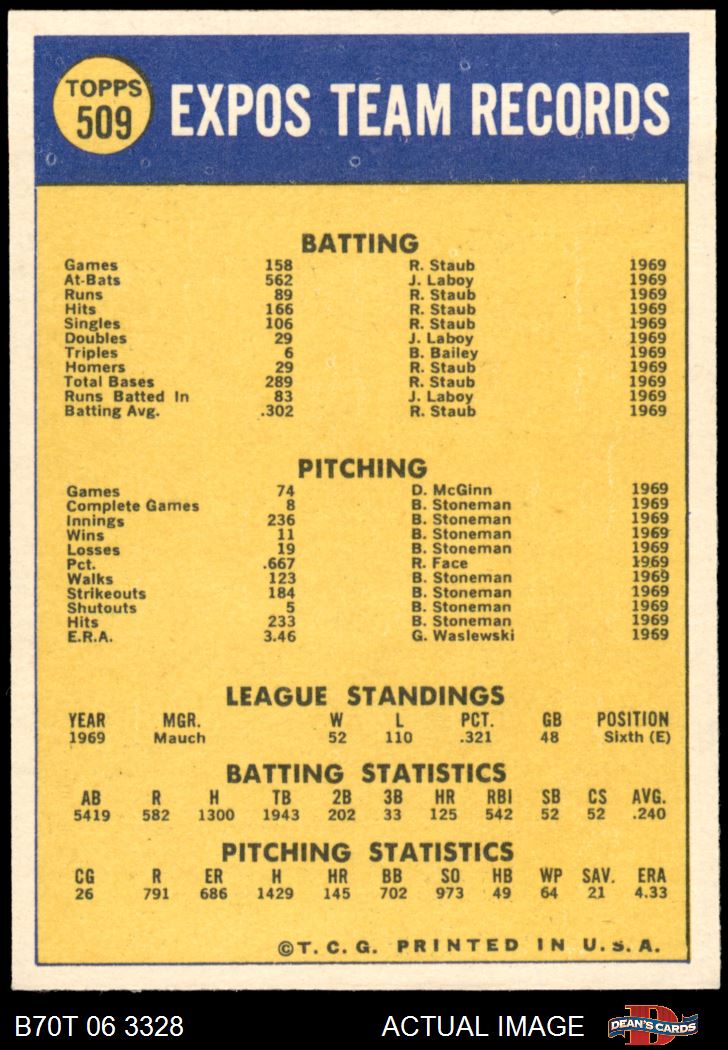 TOPPS
509
EXPOS TEAM RECORDS
BATTING
Games 158 R. Staub 1969
At-Bats 562 J. Laboy 1969
Runs 89 R. Staub 1969
Hits 166 R. Staub 1969
Singles 106 R. Staub 1969
Doubles 29 J. Laboy 1969
Triples 6 B. Bailey 1969
Homers 29 R. Staub 1969
Total Bases 289 R. Staub 1969
Runs Batted In 83 J. Laboy 1969
Batting Avg. .302 R. Staub 1969
PITCHING
Games 74 D. McGinn 1969
Complete Games 8 B. Stoneman 1969
Innings 236 B. Stoneman 1969
Wins 11 B. Stoneman 1969
Losses 19 B. Stoneman 1969
Pct. .667 R. Face 1969
Walks 123 B. Stoneman 1969
Strikeouts 184 B. Stoneman 1969
Shutouts 5 B. Stoneman 1969
Hits 233 B. Stoneman 1969
E.R.A. 3.46 G. Waslewski 1969
LEAGUE STANDINGS
YEAR MGR. W L PCT. GB POSITION
1969 Mauch 52 110 .321 48 Sixth (E)
BATTING STATISTICS
AB R H TB 2B 3B HR RBI SB CS AVG.
5419 582 1300 1943 202 33 125 542 52 52 .240
PITCHING STATISTICS
CG R ER H HR BB SO HB WP SAV. ERA
26 791 686 1429 145 702 973 49 64 21 4.33
©T. C. G. PRINTED IN U.S.A.
B70T 06 3328 ACTUAL IMAGE D DEAN'S CARDS